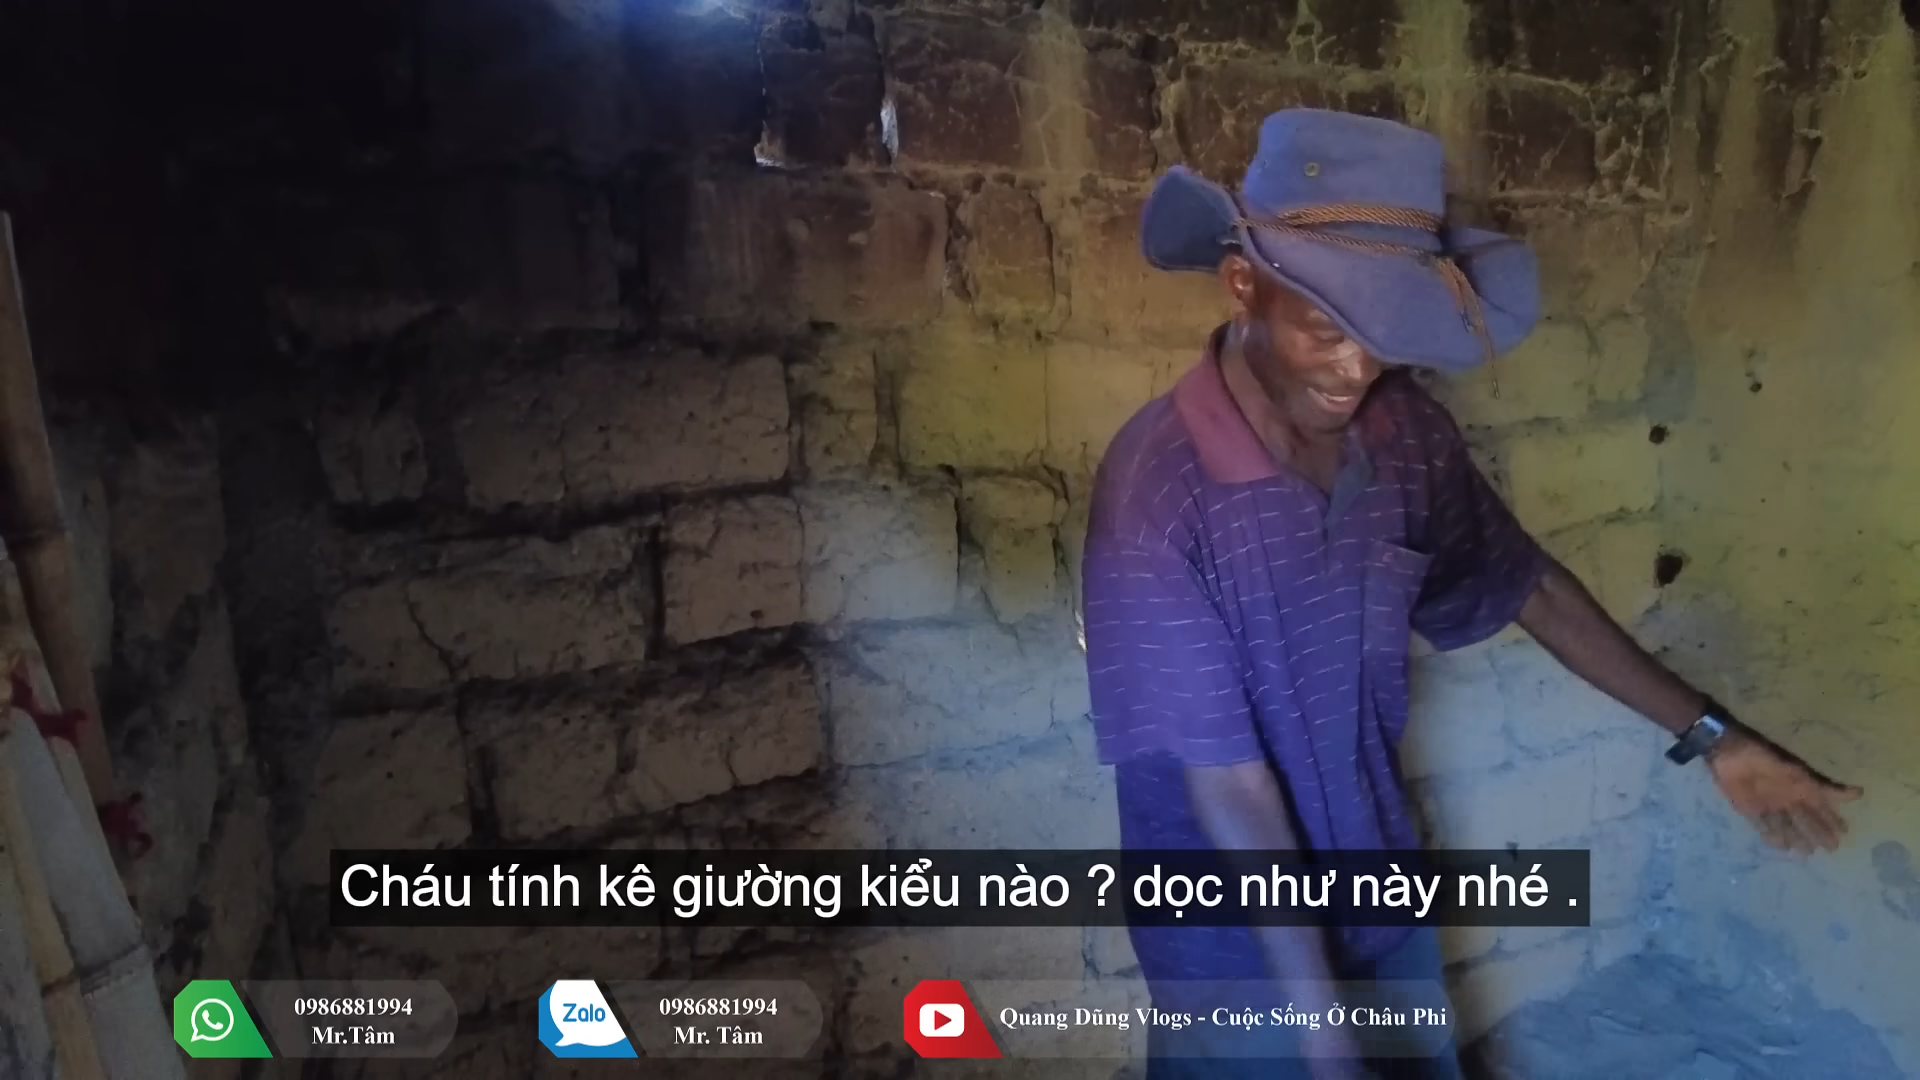 Cháu tính kê giường kiểu nào ? dọc như này nhé .
0986881994
Mr.Tâm
Zalo
0986881994
Mr. Tâm
Quang Dũng Vlogs - Cuộc Sống Ở Châu Phi